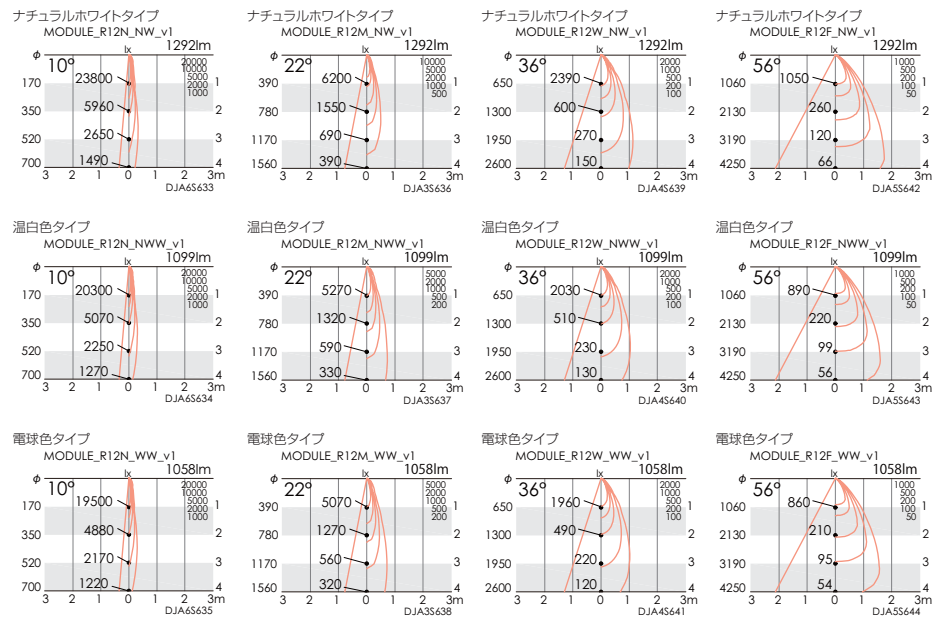 ナチュラルホワイトタイプ
MODULE_R12N_NW_v1
lx 1292lm
φ 10° 20000
10000
5000
2000
1000
170 23800 1
350 5960 2
520 2650 3
700 1490 4
3 2 1 0 1 2 3m
DJA6S633
ナチュラルホワイトタイプ
MODULE_R12M_NW_v1
lx 1292lm
φ 22° 10000
5000
2000
1000
500
390 6200 1
780 1550 2
1170 690 3
1560 390 4
3 2 1 0 1 2 3m
DJA3S636
ナチュラルホワイトタイプ
MODULE_R12W_NW_v1
lx 1292lm
φ 36° 10000
5000
2000
1000
500
650 2390 1
1300 600 2
1950 270 3
2600 150 4
3 2 1 0 1 2 3m
DJA4S639
ナチュラルホワイトタイプ
MODULE_R12F_NW_v1
lx 1292lm
φ 56° 1000
500
200
100
50
1060 1050 1
2130 260 2
3190 120 3
4250 66 4
3 2 1 0 1 2 3m
DJA5S642
温白色タイプ
MODULE_R12N_NWW_v1
lx 1099lm
φ 10° 20000
10000
5000
2000
1000
170 20300 1
350 5070 2
520 2250 3
700 1270 4
3 2 1 0 1 2 3m
DJA6S634
温白色タイプ
MODULE_R12M_NWW_v1
lx 1099lm
φ 22° 5000
2000
1000
500
200
390 5270 1
780 1320 2
1170 590 3
1560 330 4
3 2 1 0 1 2 3m
DJA3S637
温白色タイプ
MODULE_R12W_NWW_v1
lx 1099lm
φ 36° 2000
1000
500
200
100
650 2030 1
1300 510 2
1950 230 3
2600 130 4
3 2 1 0 1 2 3m
DJA4S640
温白色タイプ
MODULE_R12F_NWW_v1
lx 1099lm
φ 56° 1000
500
200
100
50
1060 890 1
2130 220 2
3190 99 3
4250 56 4
3 2 1 0 1 2 3m
DJA5S643
電球色タイプ
MODULE_R12N_WW_v1
lx 1058lm
φ 10° 20000
10000
5000
2000
1000
170 19500 1
350 4880 2
520 2170 3
700 1220 4
3 2 1 0 1 2 3m
DJA6S635
電球色タイプ
MODULE_R12M_WW_v1
lx 1058lm
φ 22° 5000
2000
1000
500
200
390 5070 1
780 1270 2
1170 560 3
1560 320 4
3 2 1 0 1 2 3m
DJA3S638
電球色タイプ
MODULE_R12W_WW_v1
lx 1058lm
φ 36° 2000
1000
500
200
100
650 1960 1
1300 490 2
1950 220 3
2600 120 4
3 2 1 0 1 2 3m
DJA4S641
電球色タイプ
MODULE_R12F_WW_v1
lx 1058lm
φ 56° 1000
500
200
100
50
1060 860 1
2130 210 2
3190 95 3
4250 54 4
3 2 1 0 1 2 3m
DJA5S644